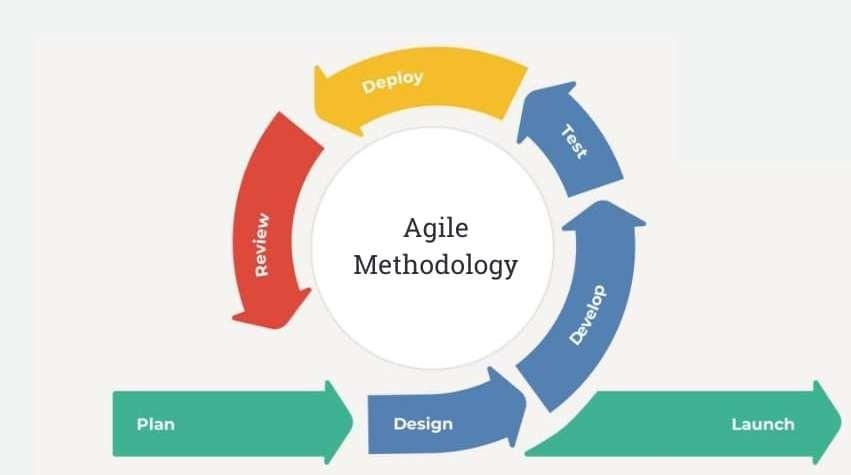 Deploy
Test
Review
Agile
Methodology
Develop
Plan
Design
Launch